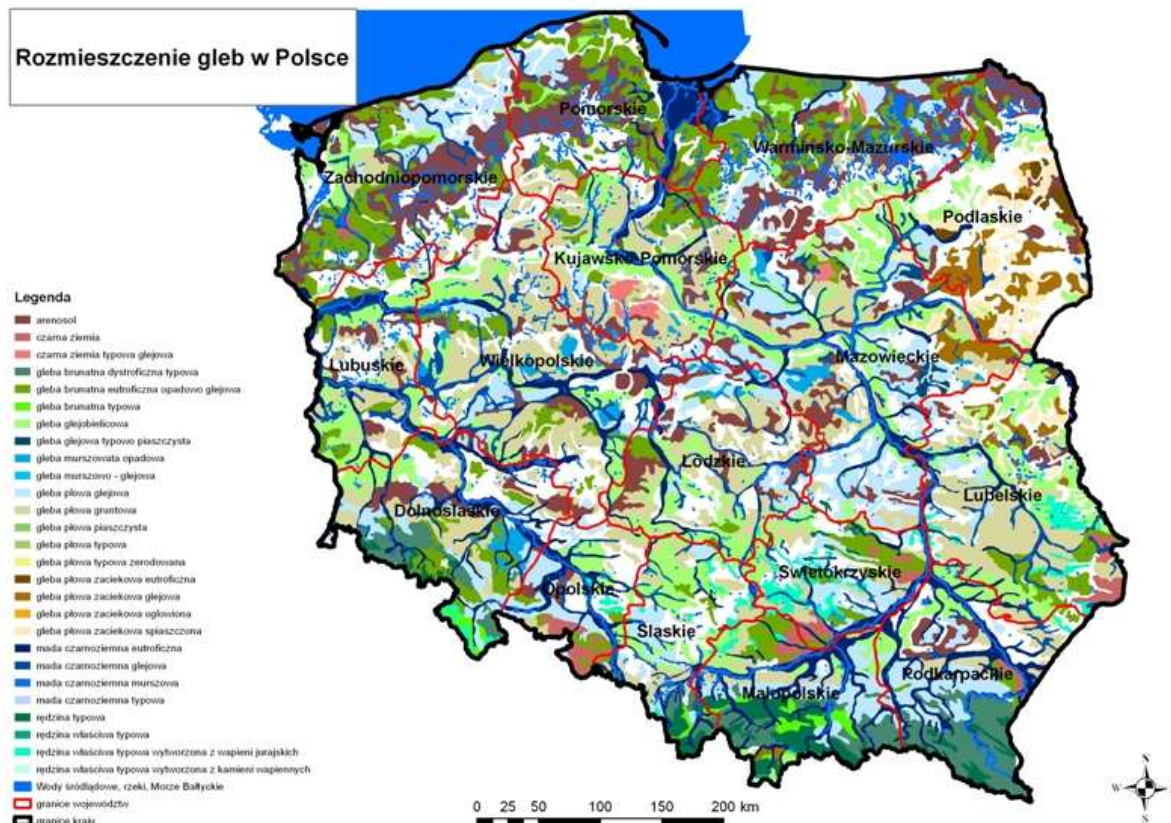 Rozmieszczenie gleb w Polsce
Pomorskie
Warmińsko-Mazurskie
Zachodniopomorskie
Podlaskie
Kujawsko-Pomorskie
Lubuskie
Wielkopolskie
Mazowieckie
Łódzkie
Lubelskie
Dolnośląskie
Opolskie
Świętokrzyskie
Śląskie
Małopolskie
Podkarpackie
Legenda
arenosol
czarna ziemia
czarna ziemia typowa glejowa
gleba brunatna dystroficzna typowa
gleba brunatna eutroficzna opadowo glejowa
gleba brunatna typowa
gleba glejobielicowa
gleba glejowa typowo piaszczysta
gleba murszowata opadowa
gleba murszowo - glejowa
gleba płowa glejowa
gleba płowa gruntowa
gleba płowa piaszczysta
gleba płowa typowa
gleba płowa typowa zerodowana
gleba płowa zaciekowa eutroficzna
gleba płowa zaciekowa glejowa
gleba płowa zaciekowa oglowiona
gleba płowa zaciekowa spiaszczona
mada czarnoziemna eutroficzna
mada czarnoziemna glejowa
mada czarnoziemna murszowa
mada czarnoziemna typowa
rędzina typowa
rędzina właściwa typowa
rędzina właściwa typowa wytworzona z wapieni jurajskich
rędzina właściwa typowa wytworzona z kamieni wapiennych
Wody śródlądowe, rzeki, Morze Bałtyckie
granice województw
granice kraju
0 25 50 100 150 200 km
N
W
S